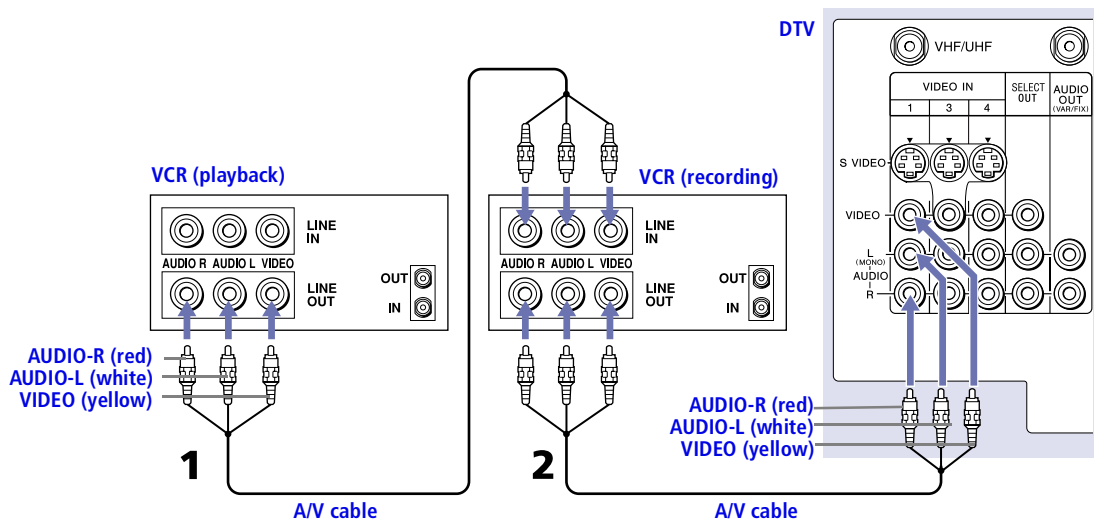 DTV
VHF/UHF
VIDEO IN
SELECT OUT
AUDIO OUT
(VAR/FIX)
1 3 4
S VIDEO
VIDEO
L
(MONO)
AUDIO
R
VCR (playback)
LINE IN
AUDIO R AUDIO L VIDEO
LINE OUT
OUT
IN
VCR (recording)
LINE IN
AUDIO R AUDIO L VIDEO
LINE OUT
OUT
IN
AUDIO-R (red)
AUDIO-L (white)
VIDEO (yellow)
1
A/V cable
2
AUDIO-R (red)
AUDIO-L (white)
VIDEO (yellow)
A/V cable